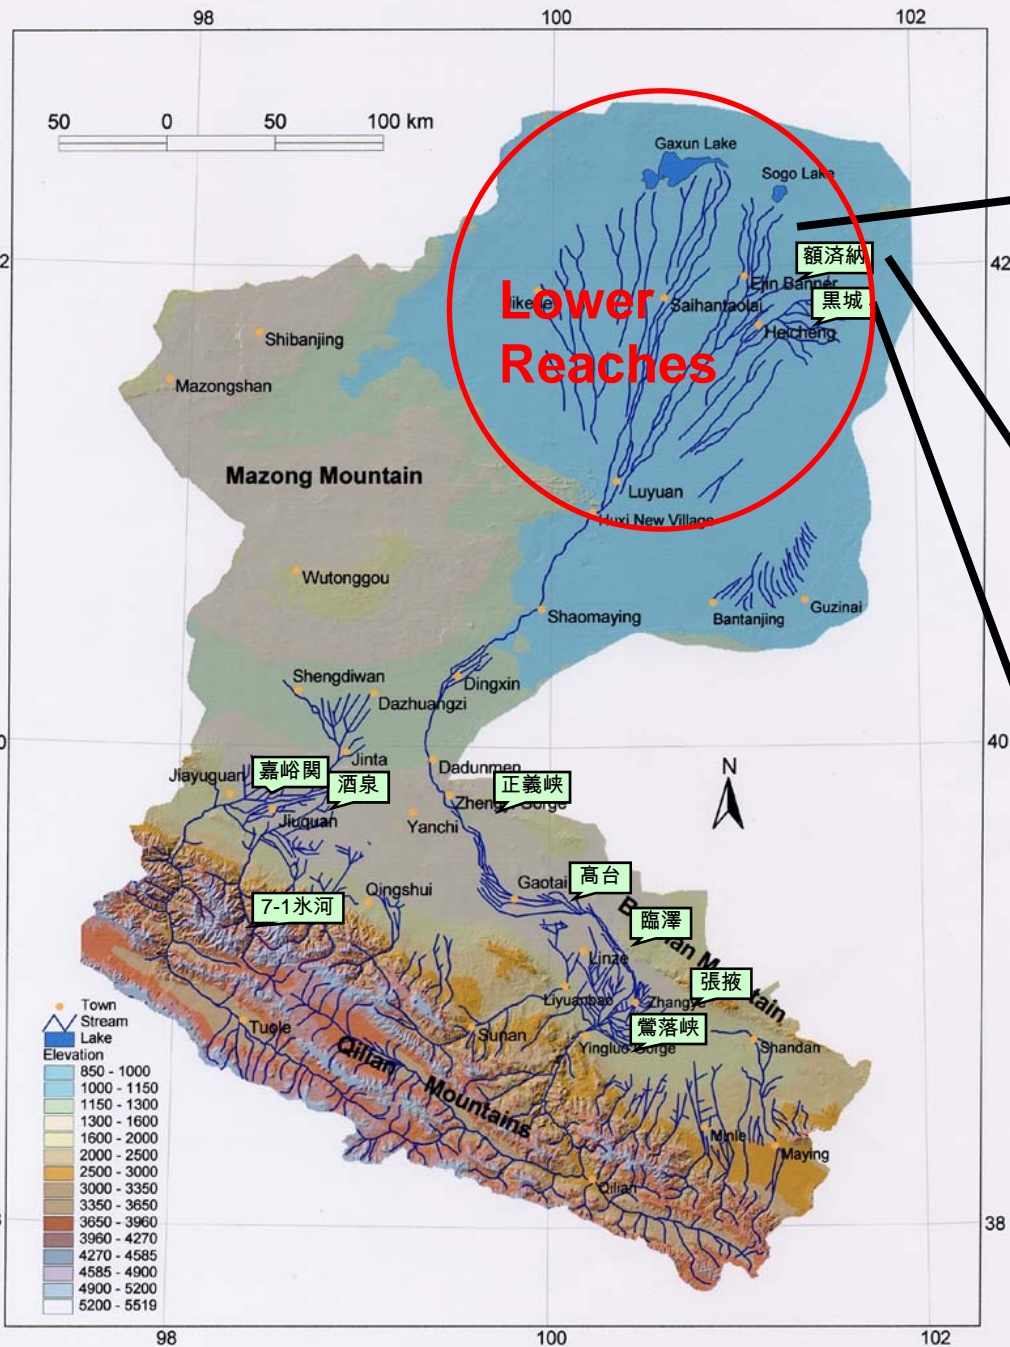 98
100
102
50
0
50
100 km
Gaxun Lake
Sogo Lake
42
額済納
Ejin Banner
黒城
Lower
Reaches
Saihantaolai
Heicheng
Shibanjing
Mazongshan
Mazong Mountain
Luyuan
Huxi New Village
Wutonggou
Shaomaying
Bantanjing
Guzinai
Shengdiwan
Dazhuangzi
Dingxin
40
Jinta
Dadunmen
N
嘉峪関
酒泉
正義峡
Jiayuguan
Jiuquan
Yanchi
高台
Gaotai
Qingshui
7-1氷河
臨澤
Linze
張掖
Liyuanbao
Zhangye
鶯落峡
Yingluo Gorge
Shandan
Sunan
Tuole
Qilian Mountains
Minle
Maying
Qilian
38
Town
Stream
Lake
Elevation
850 - 1000
1000 - 1150
1150 - 1300
1300 - 1600
1600 - 2000
2000 - 2500
2500 - 3000
3000 - 3350
3350 - 3650
3650 - 3960
3960 - 4270
4270 - 4585
4585 - 4900
4900 - 5200
5200 - 5519
98
100
102